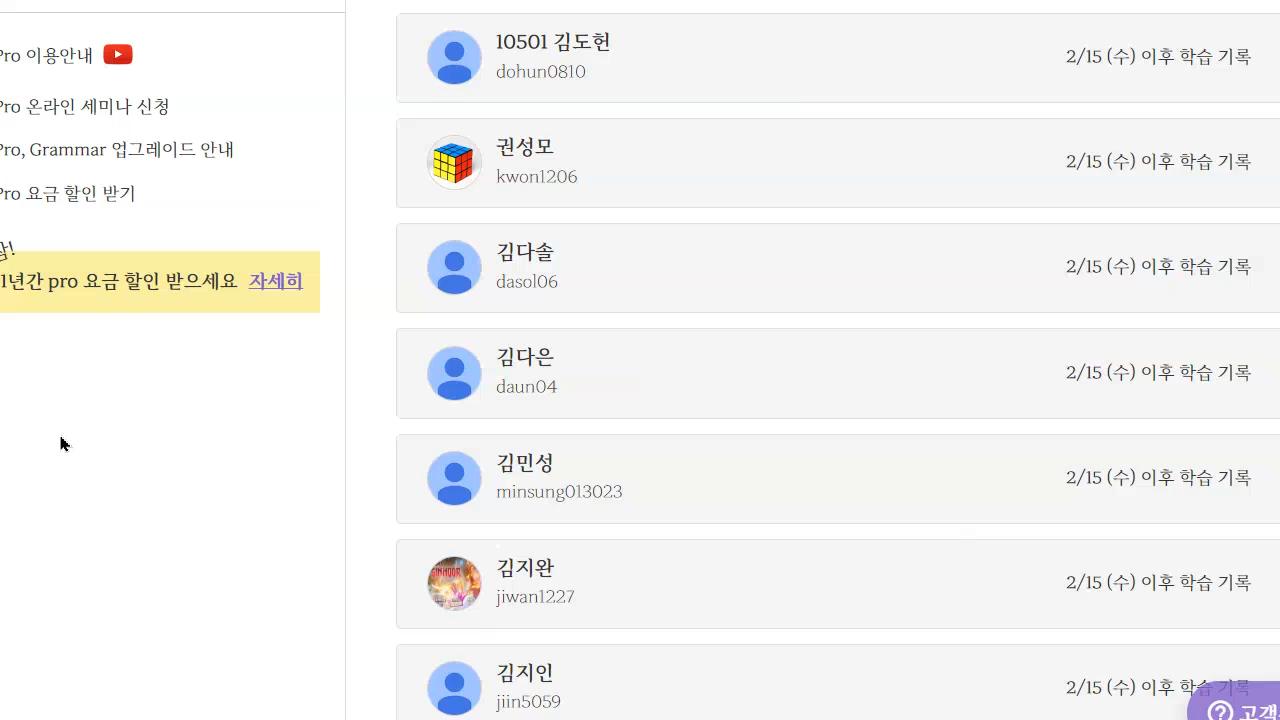 Pro 이용안내
Pro 온라인 세미나 신청
Pro, Grammar 업그레이드 안내
Pro 요금 할인 받기
1년간 pro 요금 할인 받으세요 자세히
10501 김도헌
dohun0810
2/15 (수) 이후 학습 기록
권성모
kwon1206
2/15 (수) 이후 학습 기록
김다솔
dasol06
2/15 (수) 이후 학습 기록
김다은
daun04
2/15 (수) 이후 학습 기록
김민성
minsung013023
2/15 (수) 이후 학습 기록
김지완
jiwan1227
2/15 (수) 이후 학습 기록
김지인
jiin5059
2/15 (수) 이후 학습 기록
고객